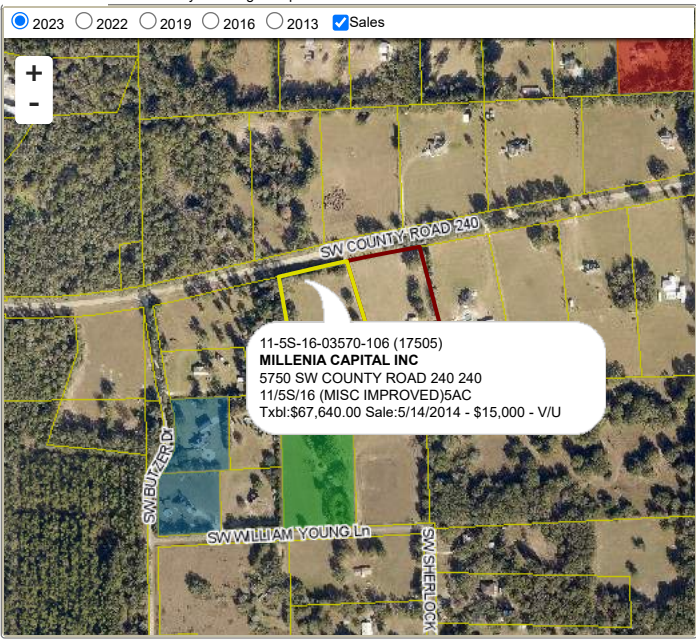 2023 2022 2019 2016 2013 Sales
+
-
SW COUNTY ROAD 240
11-5S-16-03570-106 (17505)
MILLENIA CAPITAL INC
5750 SW COUNTY ROAD 240 240
11/5S/16 (MISC IMPROVED)5AC
Txbl:$67,640.00 Sale:5/14/2014 - $15,000 - V/U
SW BUTZER D
SW WILLIAM YOUNG Ln
SW SHERLOCK